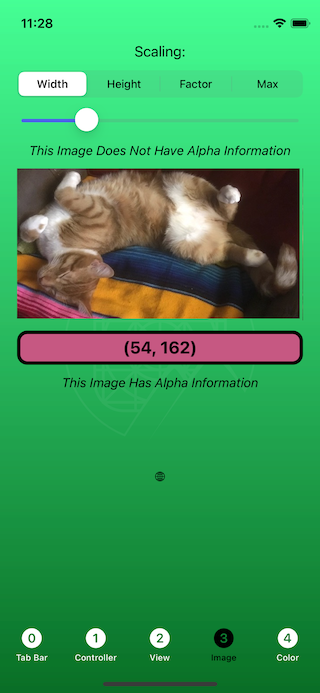 11:28
Scaling:
Width Height Factor Max
This Image Does Not Have Alpha Information
(54, 162)
This Image Has Alpha Information
0 1 2 3 4
Tab Bar Controller View Image Color